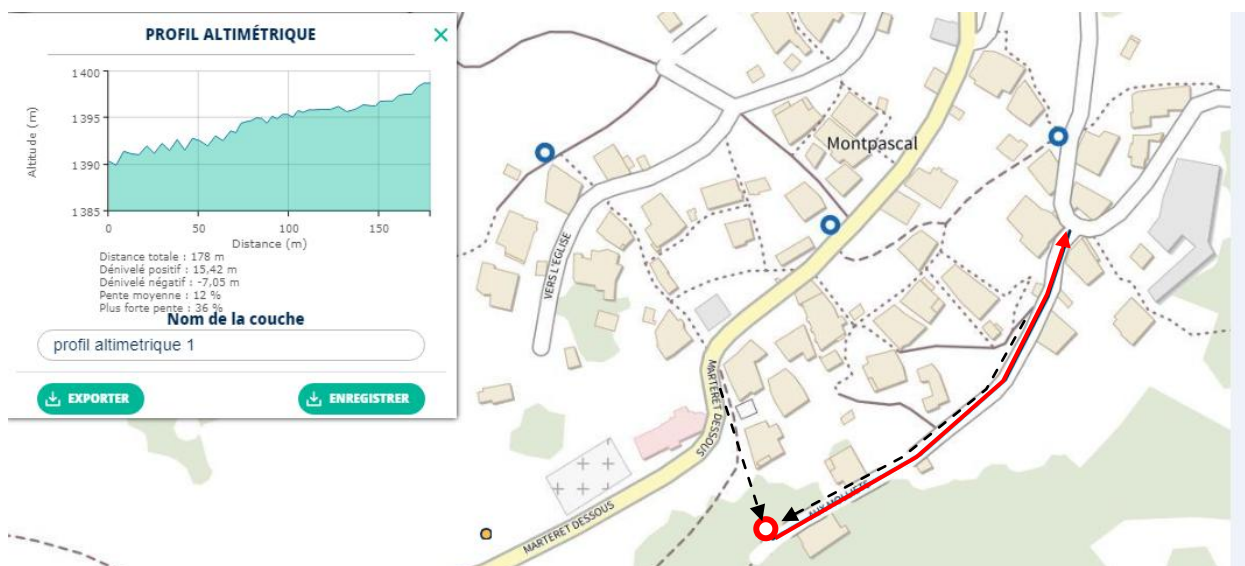 PROFIL ALTIMÉTRIQUE
×
1 400
1 395
1 390
1 385
Altitude (m)
0 50 100 150
Distance (m)
Distance totale : 178 m
Dénivelé positif : 15,42 m
Dénivelé négatif : -7,05 m
Pente moyenne : 12 %
Plus forte pente : 36 %
Nom de la couche
profil altimetrique 1
EXPORTER
ENREGISTRER
Montpascal
VERS L'EGLISE
MARTERET DESSOUS
MARTERET DESSOUS